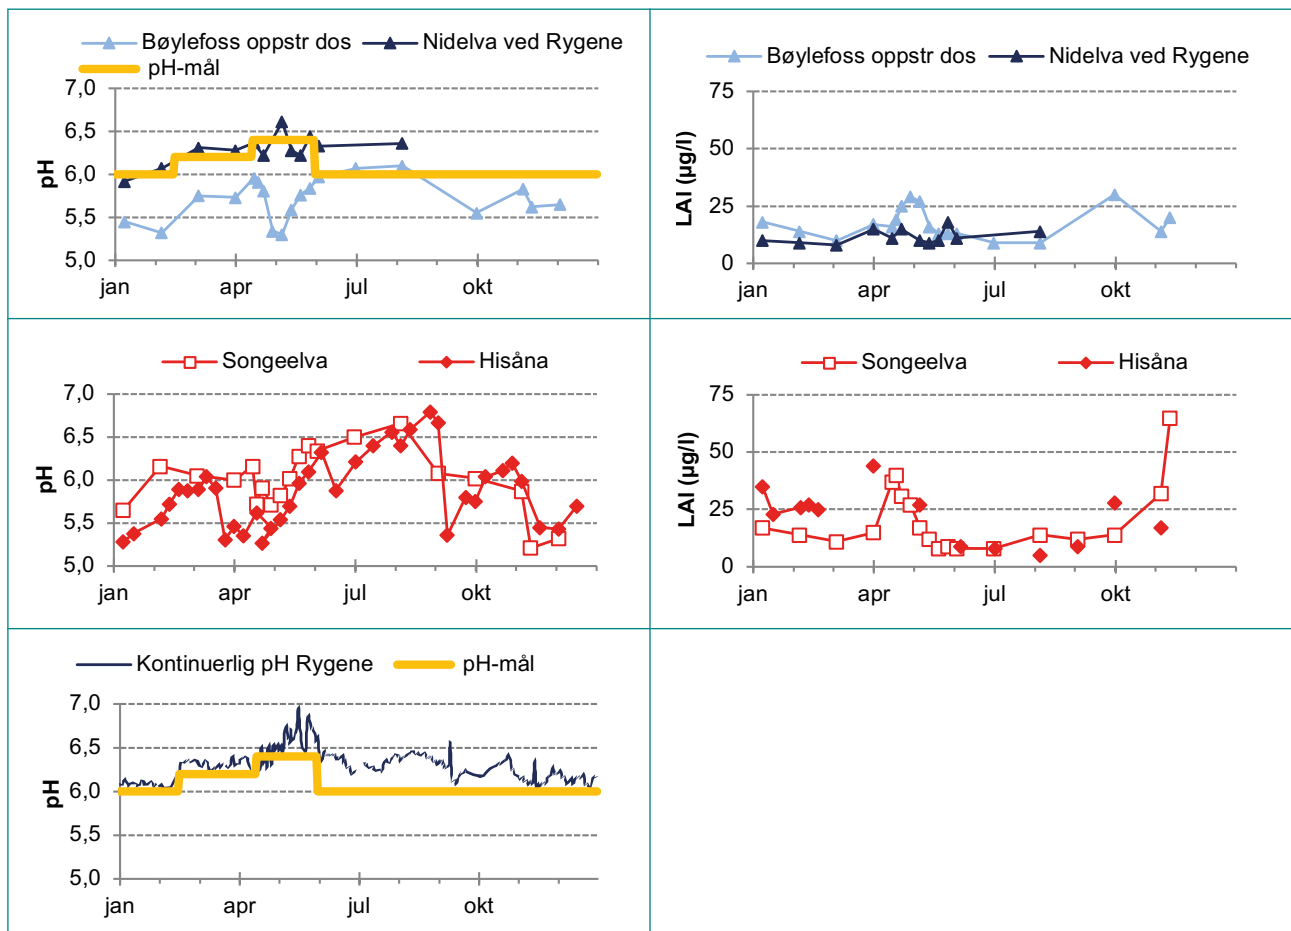 Bøylefoss oppstr dos Nidelva ved Rygene
pH-mål
7,0
6,5
6,0
5,5
5,0
pH
jan apr jul okt
Bøylefoss oppstr dos Nidelva ved Rygene
75
50
25
0
LAl (µg/l)
jan apr jul okt
Songeelva Hisåna
7,0
6,5
6,0
5,5
5,0
pH
jan apr jul okt
Songeelva Hisåna
75
50
25
0
LAl (µg/l)
jan apr jul okt
Kontinuerlig pH Rygene pH-mål
7,0
6,5
6,0
5,5
5,0
pH
jan apr jul okt